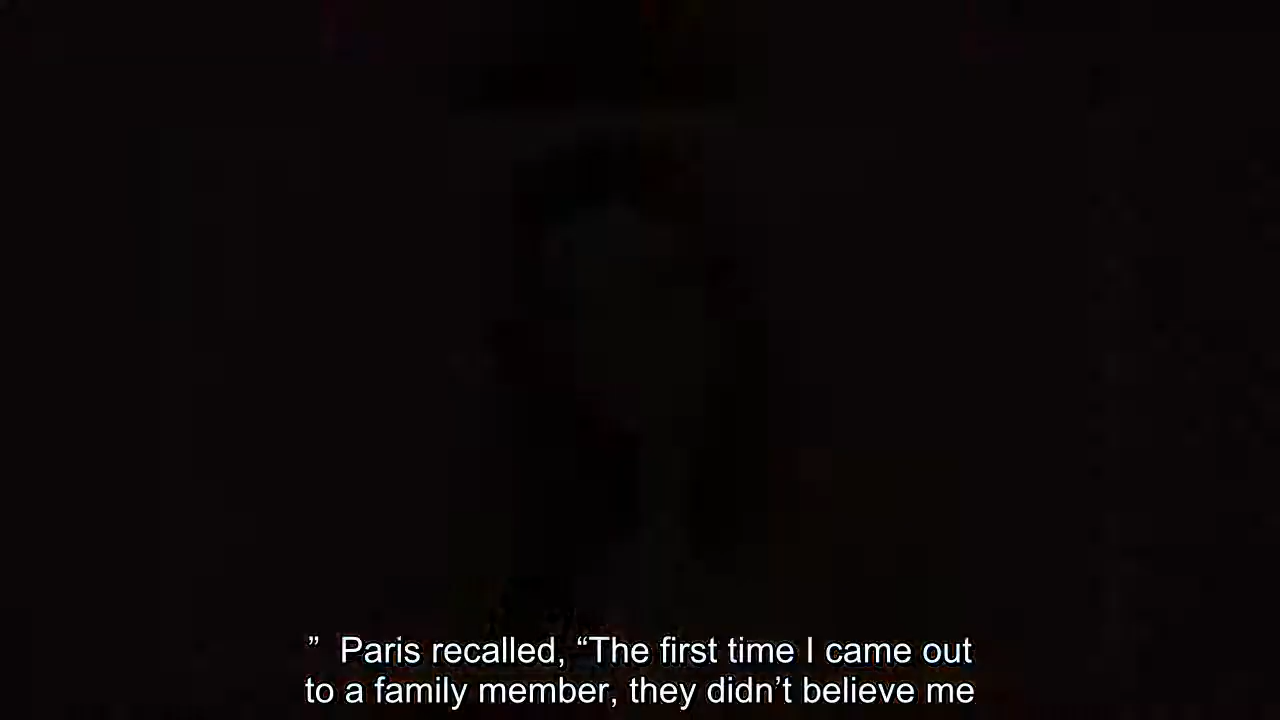 ” Paris recalled, “The first time I came out
to a family member, they didn’t believe me